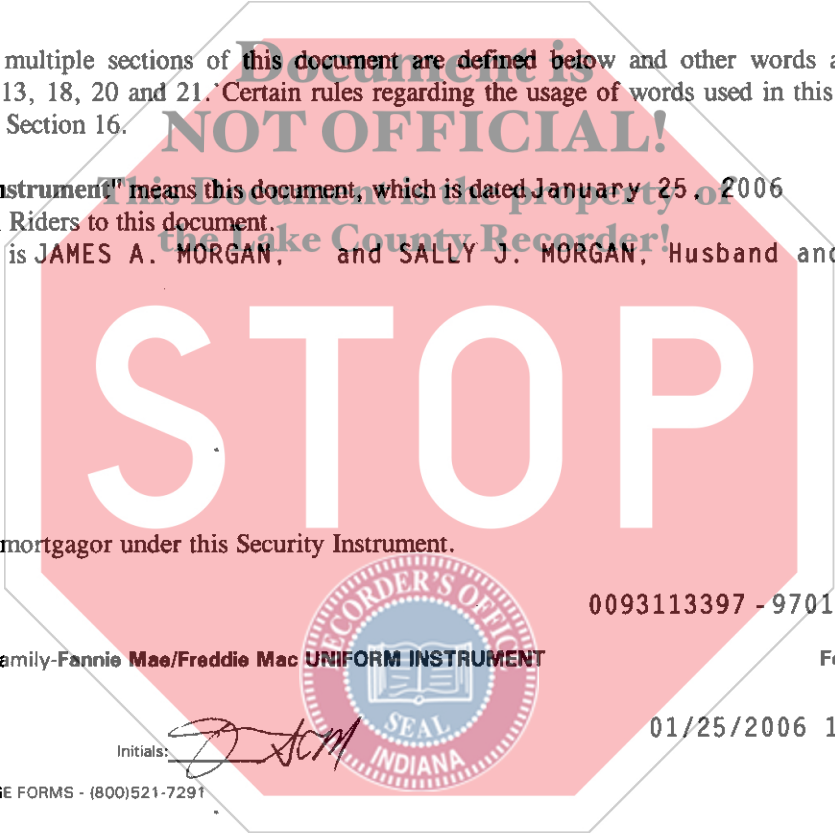 multiple sections of this document are defined below and other words a
Document is
13, 18, 20 and 21. Certain rules regarding the usage of words used in this
Section 16.
NOT OFFICIAL!
strument" means this document, which is dated January 25, 2006
This Document is the property of
Riders to this document.
the Lake County Recorder!
is JAMES A. MORGAN, and SALLY J. MORGAN, Husband and
STOP
mortgagor under this Security Instrument.
RECORDER'S OFFICE
0093113397 - 9701
amily-Fannie Mae/Freddie Mac UNIFORM INSTRUMENT
SEAL
INDIANA
01/25/2006 1
Initials:
E FORMS - (800)521-7291